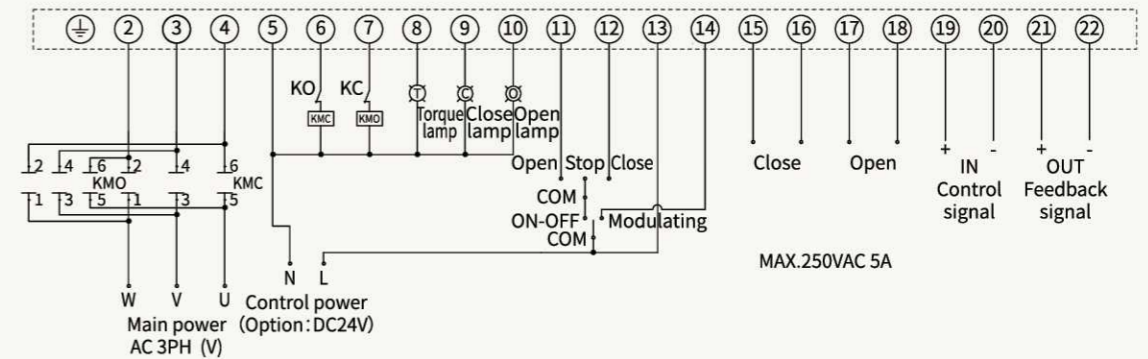 2 3 4 5 6 7 8 9 10 11 12 13 14 15 16 17 18 19 20 21 22
KO KC T C O
KMC KMO
Torque lamp
Close lamp
Open lamp
2 4 6 2 4 6
KMO KMC
1 3 5 1 3 5
Open Stop Close
COM
ON-OFF Modulating
COM
Close Open
+ - + -
IN
Control
signal
OUT
Feedback
signal
MAX.250VAC 5A
N L
Control power
(Option:DC24V)
W V U
Main power
AC 3PH (V)